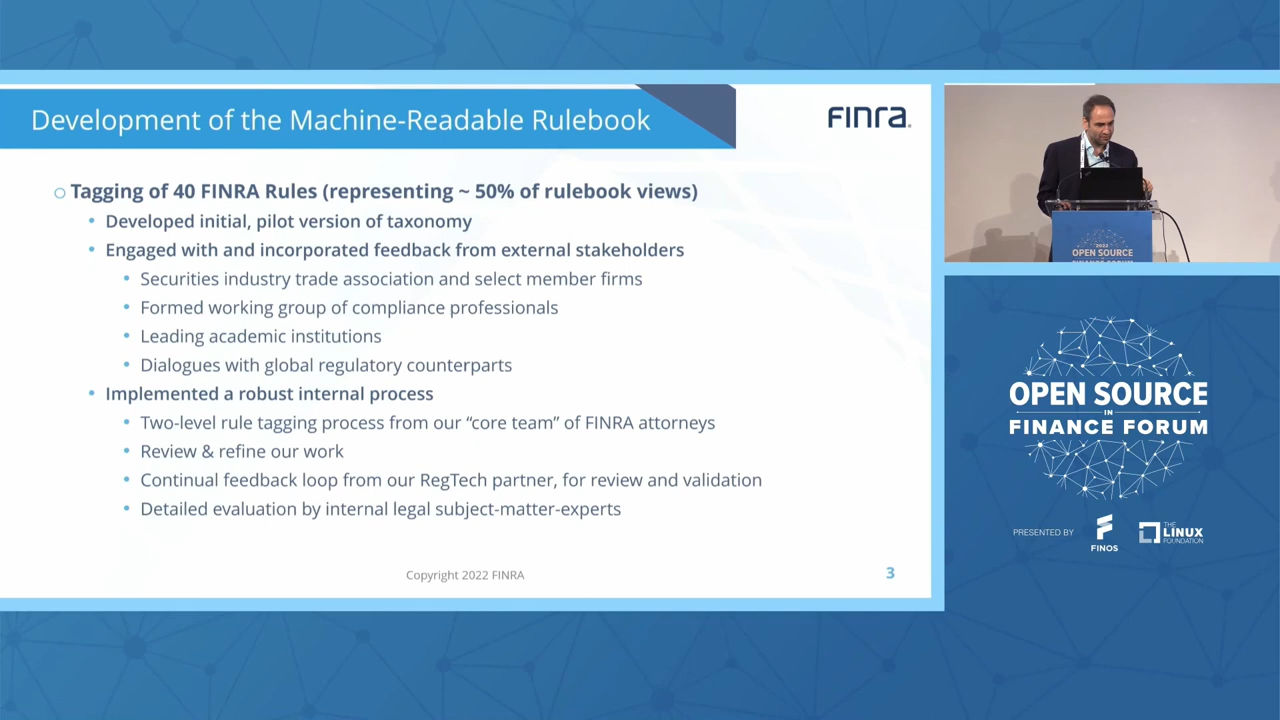 Development of the Machine-Readable Rulebook
FINra.
Tagging of 40 FINRA Rules (representing ~ 50% of rulebook views)
Developed initial, pilot version of taxonomy
Engaged with and incorporated feedback from external stakeholders
Securities industry trade association and select member firms
Formed working group of compliance professionals
Leading academic institutions
Dialogues with global regulatory counterparts
Implemented a robust internal process
Two-level rule tagging process from our “core team” of FINRA attorneys
Review & refine our work
Continual feedback loop from our RegTech partner, for review and validation
Detailed evaluation by internal legal subject-matter-experts
Copyright 2022 FINRA
3
2022
OPEN SOURCE
FINANCE FORUM
OPEN SOURCE
IN
FINANCE FORUM
PRESENTED BY
FINOS
THE
LINUX
FOUNDATION